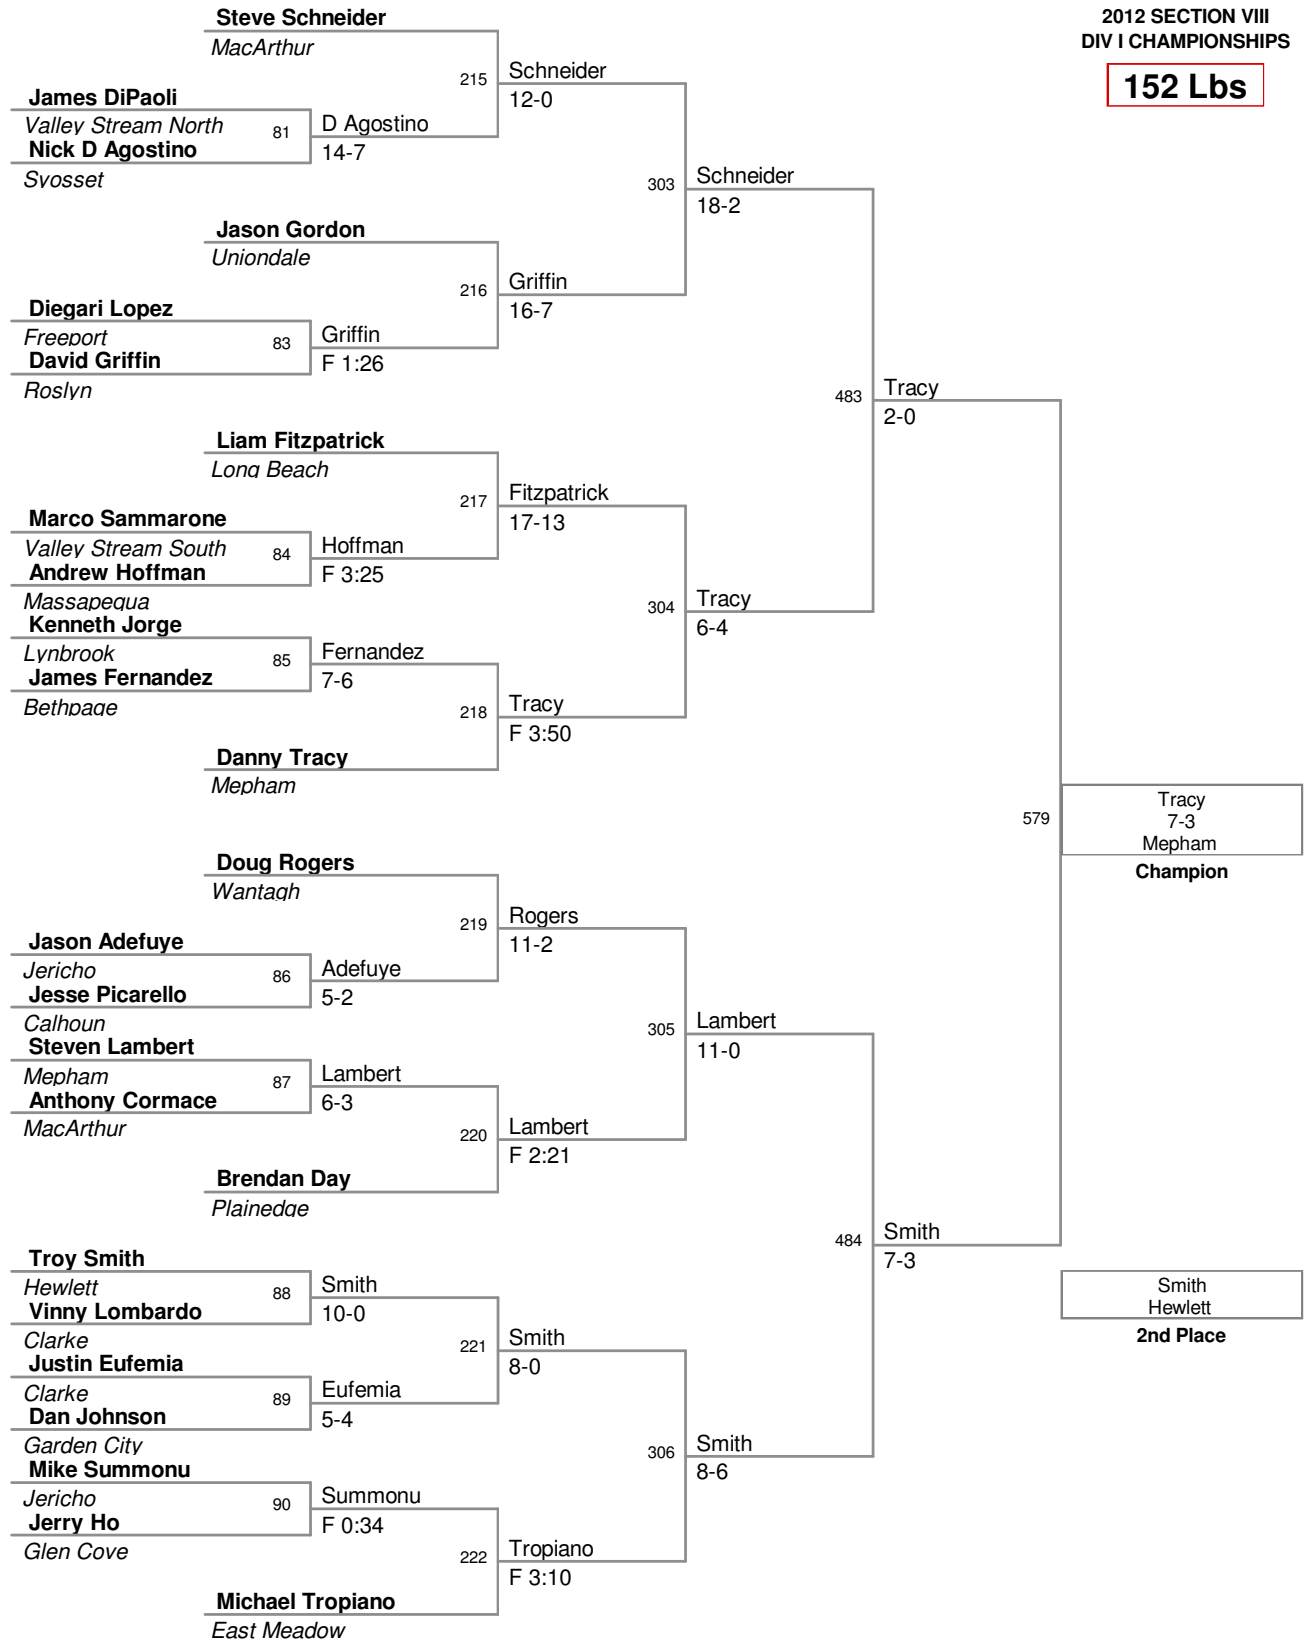 2012 SECTION VIII
DIV I CHAMPIONSHIPS
152 Lbs
Steve Schneider
MacArthur
215
Schneider
12-0
James DiPaoli
Valley Stream North
81
D Agostino
14-7
Nick D Agostino
Syosset
303
Schneider
18-2
Jason Gordon
Uniondale
216
Griffin
16-7
Diegari Lopez
Freeport
83
Griffin
F 1:26
David Griffin
Roslyn
483
Tracy
2-0
Liam Fitzpatrick
Long Beach
217
Fitzpatrick
17-13
Marco Sammarone
Valley Stream South
84
Hoffman
F 3:25
Andrew Hoffman
Massapequa
304
Tracy
6-4
Kenneth Jorge
Lynbrook
85
Fernandez
7-6
James Fernandez
Bethpage
218
Tracy
F 3:50
Danny Tracy
Mepham
579
Tracy
7-3
Mepham
Champion
Doug Rogers
Wantagh
219
Rogers
11-2
Jason Adefuye
Jericho
86
Adefuye
5-2
Jesse Picarello
Calhoun
305
Lambert
11-0
Steven Lambert
Mepham
87
Lambert
6-3
Anthony Cormace
MacArthur
220
Lambert
F 2:21
Brendan Day
Plainedge
484
Smith
7-3
Troy Smith
Hewlett
88
Smith
10-0
Vinny Lombardo
Clarke
221
Smith
8-0
Smith
Hewlett
2nd Place
Justin Eufemia
Clarke
89
Eufemia
5-4
Dan Johnson
Garden City
306
Smith
8-6
Mike Summonu
Jericho
90
Summonu
F 0:34
Jerry Ho
Glen Cove
222
Tropiano
F 3:10
Michael Tropiano
East Meadow